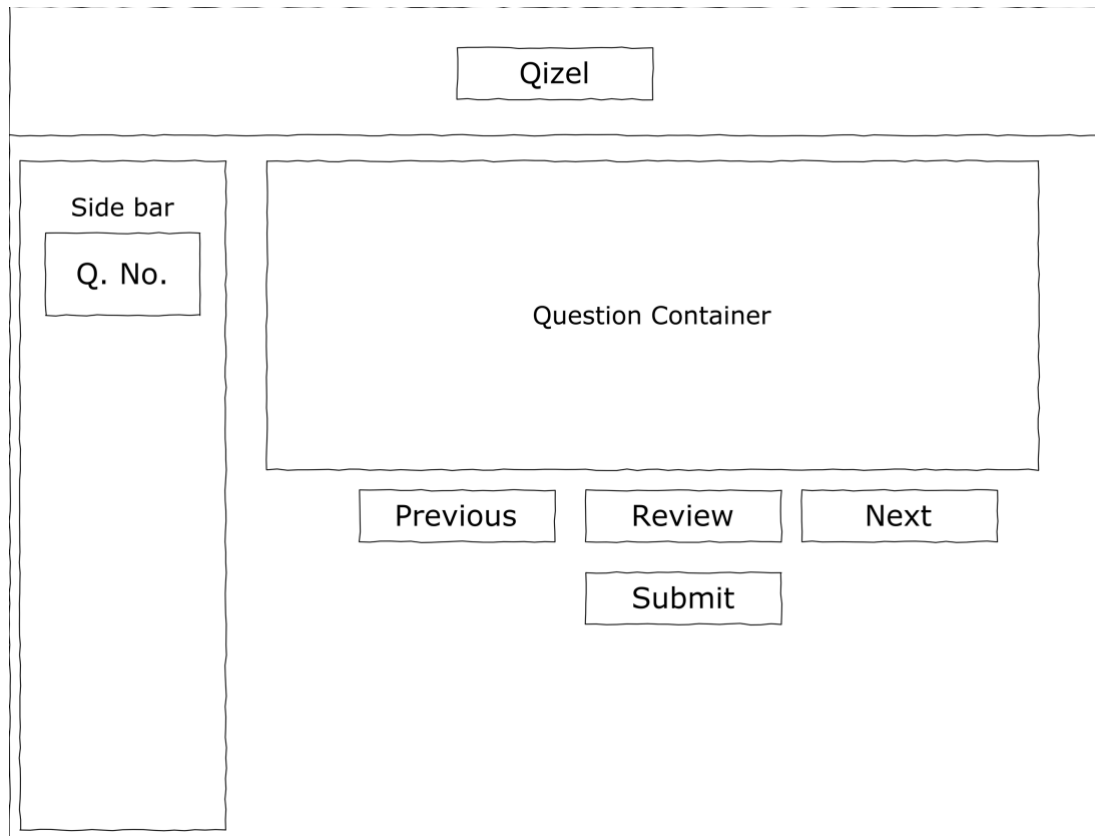 Qizel
Side bar
Q. No.
Question Container
Previous
Review
Next
Submit